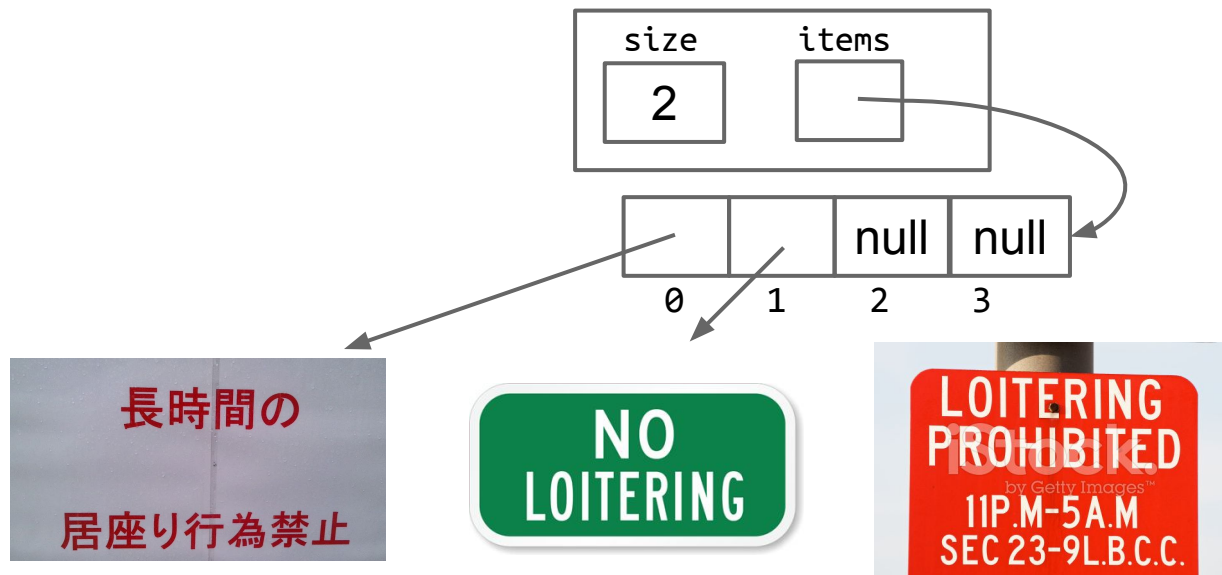 size items
2
null null
0 1 2 3
長時間の
居座り行為禁止
NO
LOITERING
LOITERING
PROHIBITED
iStock.
by Getty Images™
11P.M-5A.M
SEC 23-9L.B.C.C.